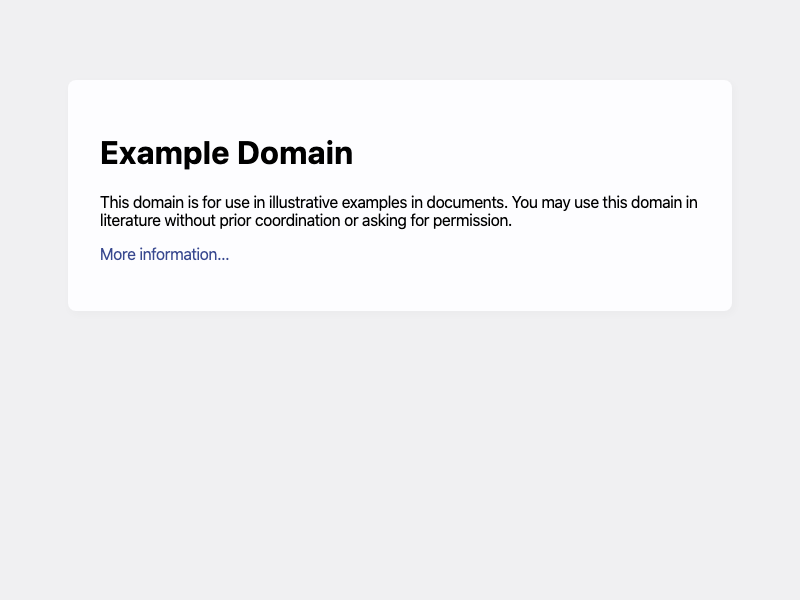 Example Domain
This domain is for use in illustrative examples in documents. You may use this domain in
literature without prior coordination or asking for permission.
More information...